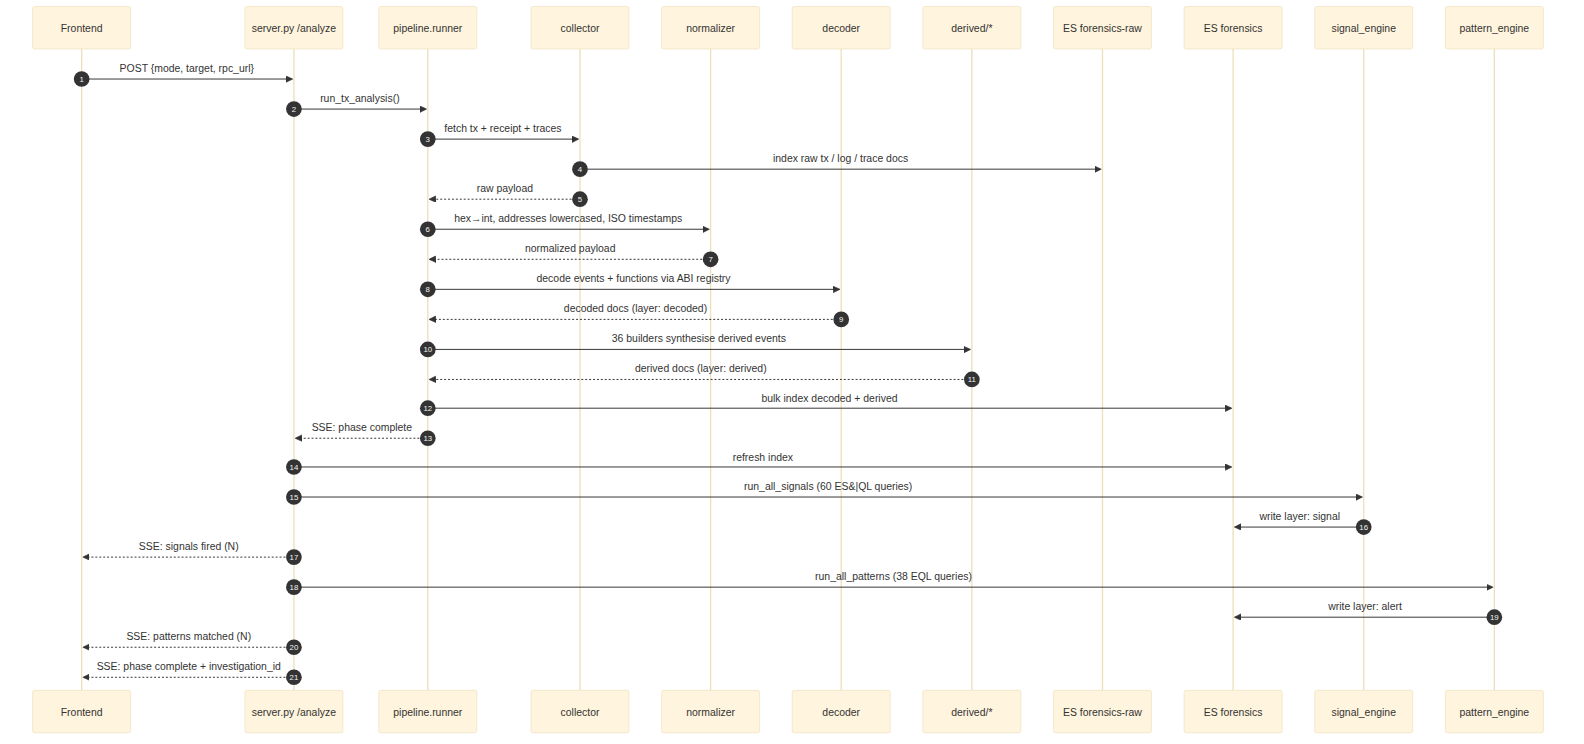 Frontend
server.py /analyze
pipeline.runner
collector
normalizer
decoder
derived/*
ES forensics-raw
ES forensics
signal_engine
pattern_engine
POST {mode, target, rpc_url}
1
run_tx_analysis()
2
fetch tx + receipt + traces
3
index raw tx / log / trace docs
4
raw payload
5
hex→int, addresses lowercased, ISO timestamps
6
normalized payload
7
decode events + functions via ABI registry
8
decoded docs (layer: decoded)
9
36 builders synthesise derived events
10
derived docs (layer: derived)
11
bulk index decoded + derived
12
SSE: phase complete
13
refresh index
14
run_all_signals (60 ES&|QL queries)
15
write layer: signal
16
SSE: signals fired (N)
17
run_all_patterns (38 EQL queries)
18
write layer: alert
19
SSE: patterns matched (N)
20
SSE: phase complete + investigation_id
21
Frontend
server.py /analyze
pipeline.runner
collector
normalizer
decoder
derived/*
ES forensics-raw
ES forensics
signal_engine
pattern_engine